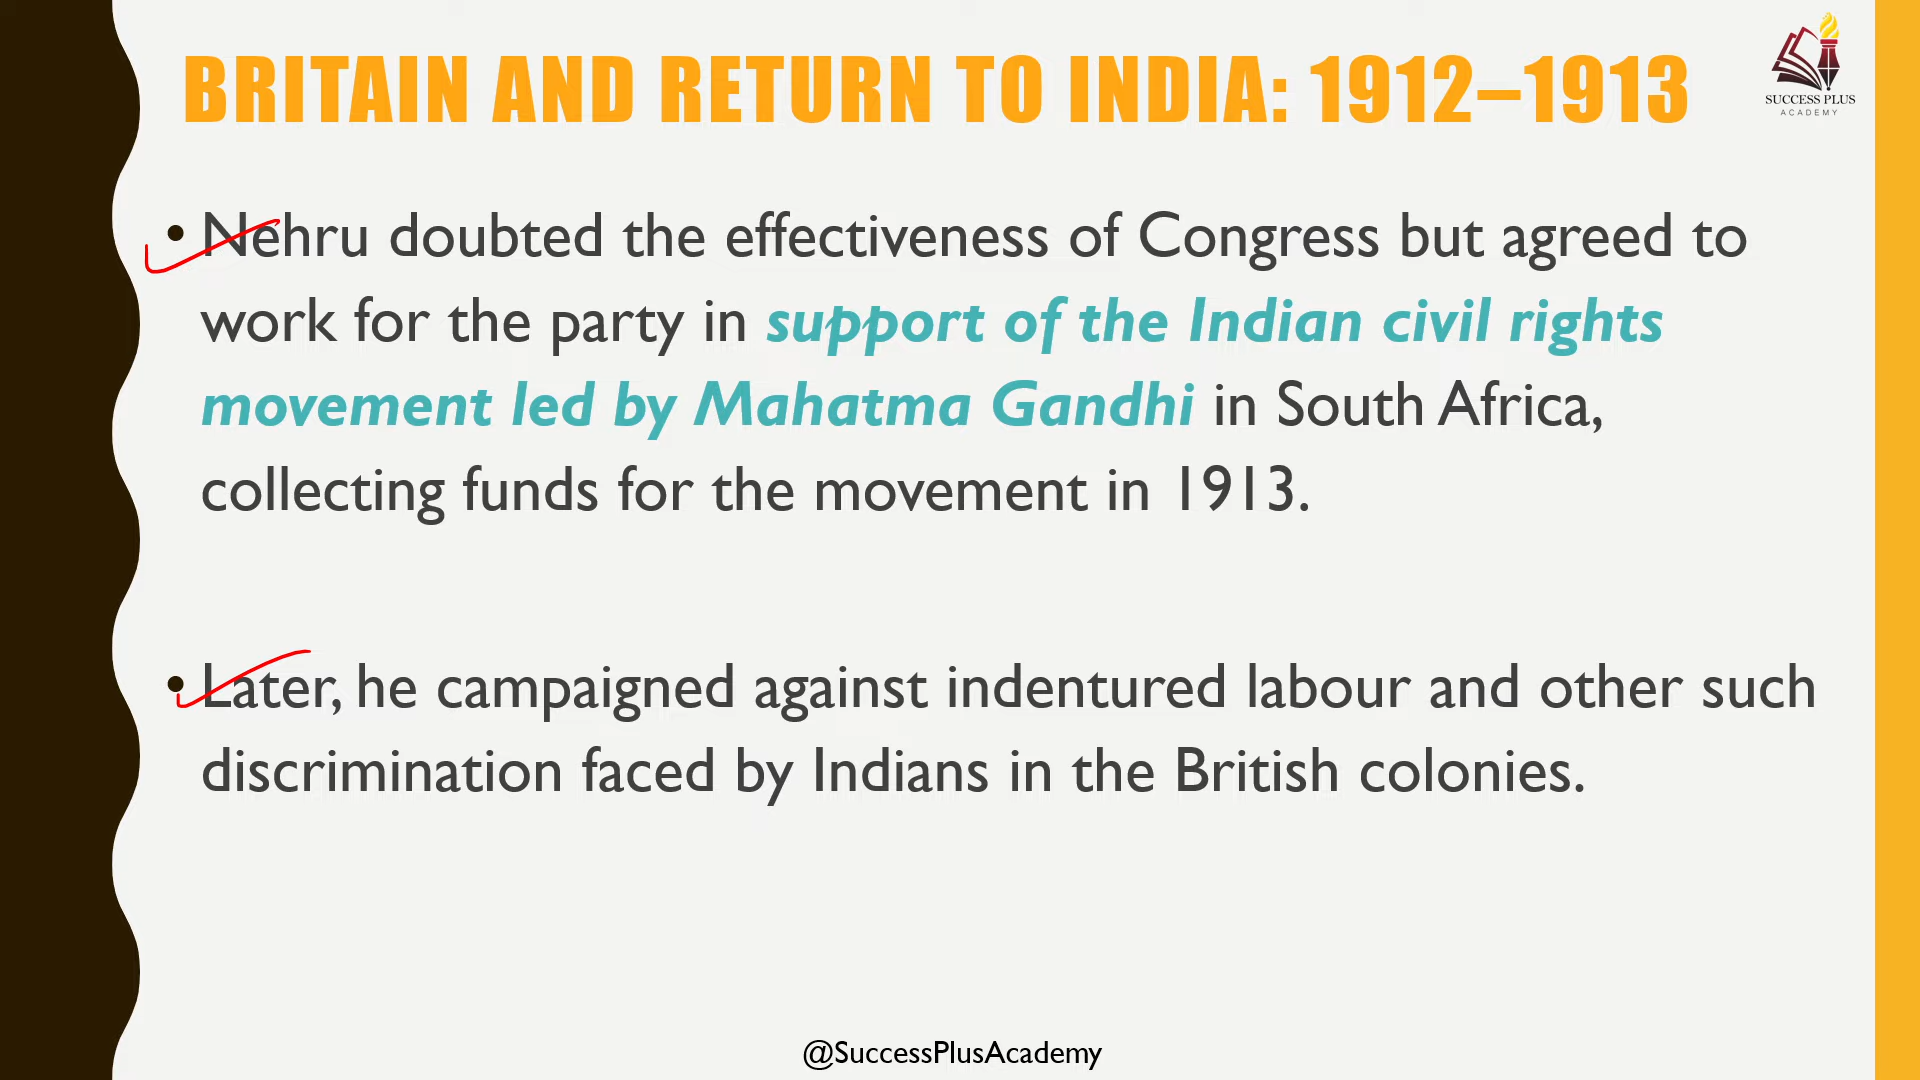 BRITAIN AND RETURN TO INDIA: 1912–1913
SUCCESS PLUS
ACADEMY
• Nehru doubted the effectiveness of Congress but agreed to
work for the party in support of the Indian civil rights
movement led by Mahatma Gandhi in South Africa,
collecting funds for the movement in 1913.
• Later, he campaigned against indentured labour and other such
discrimination faced by Indians in the British colonies.
@SuccessPlusAcademy